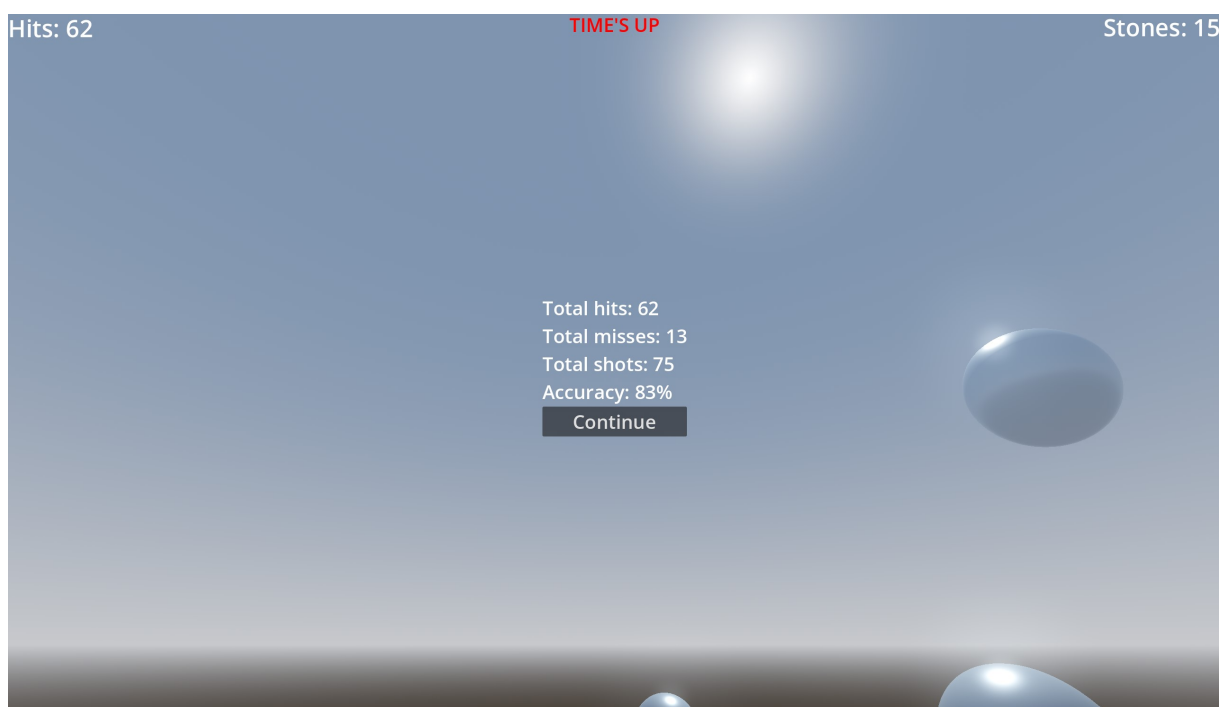 Hits: 62
TIME'S UP
Stones: 15
Total hits: 62
Total misses: 13
Total shots: 75
Accuracy: 83%
Continue